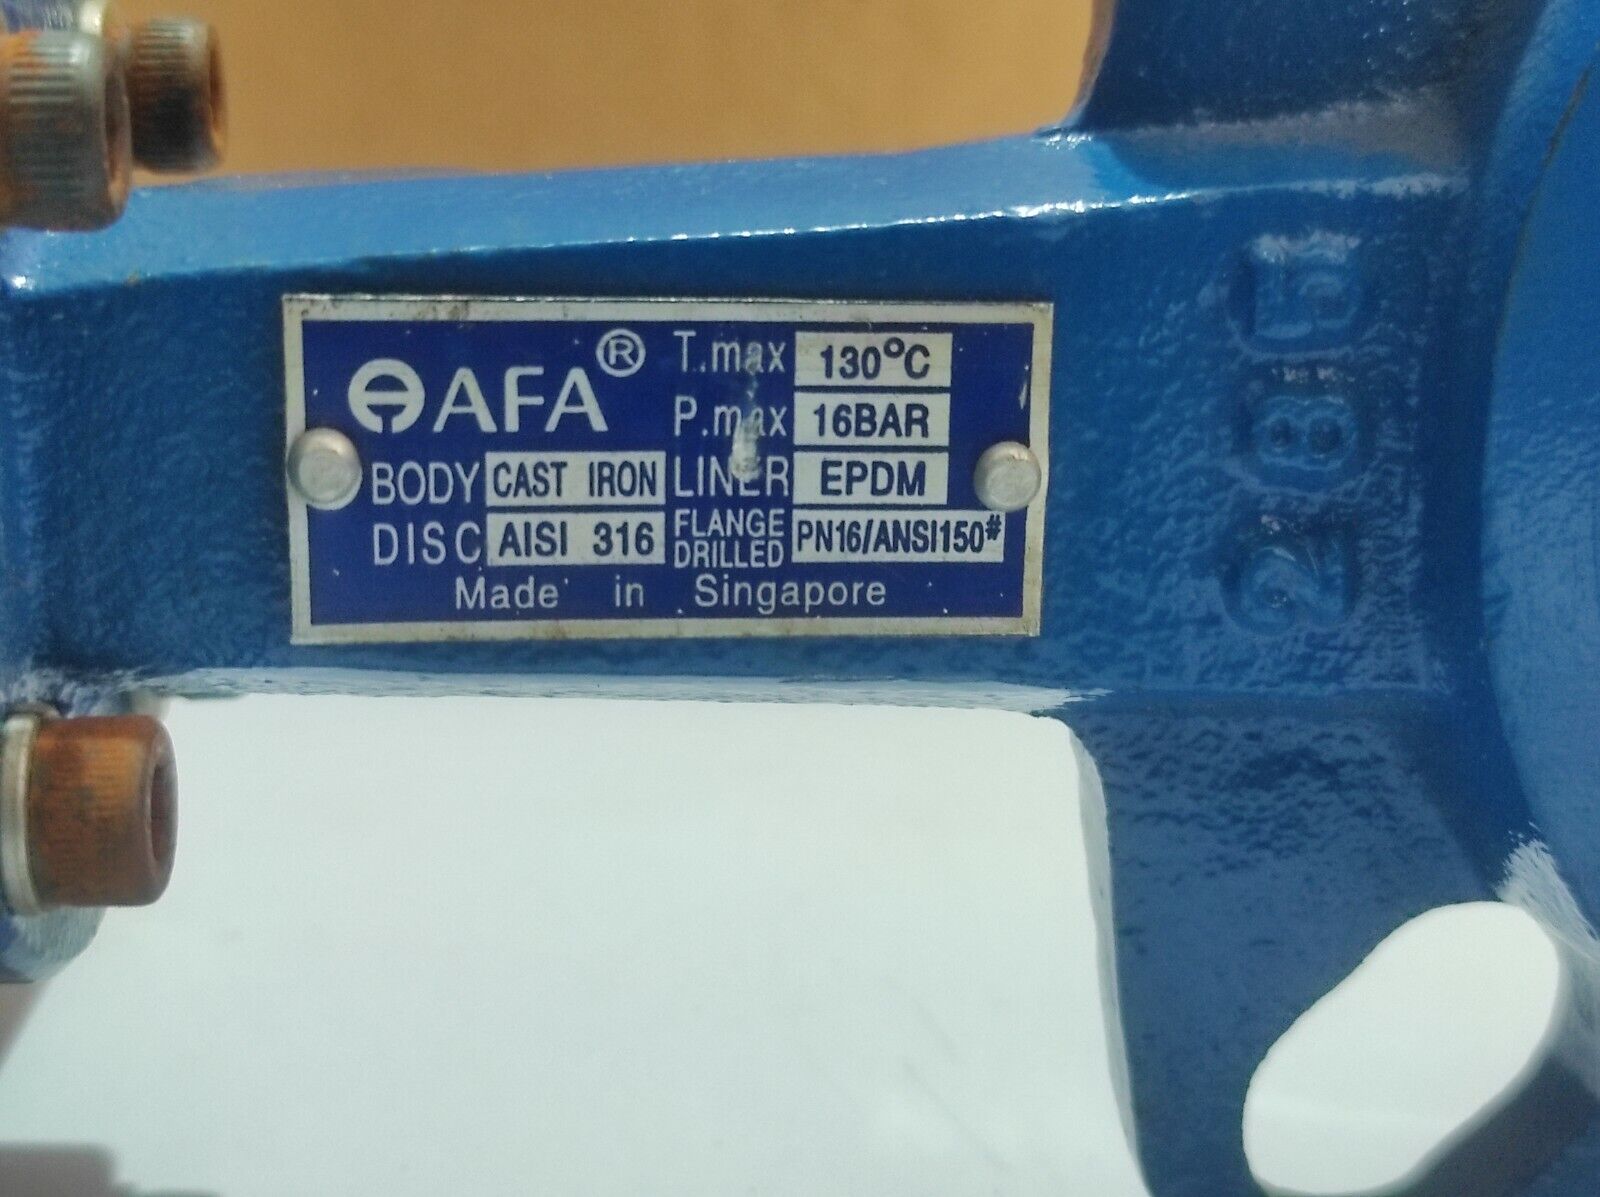 AFA®
T.max 130°C
P.max 16BAR
BODY CAST IRON LINER EPDM
DISC AISI 316 FLANGE DRILLED PN16/ANSI150#
Made in Singapore
285